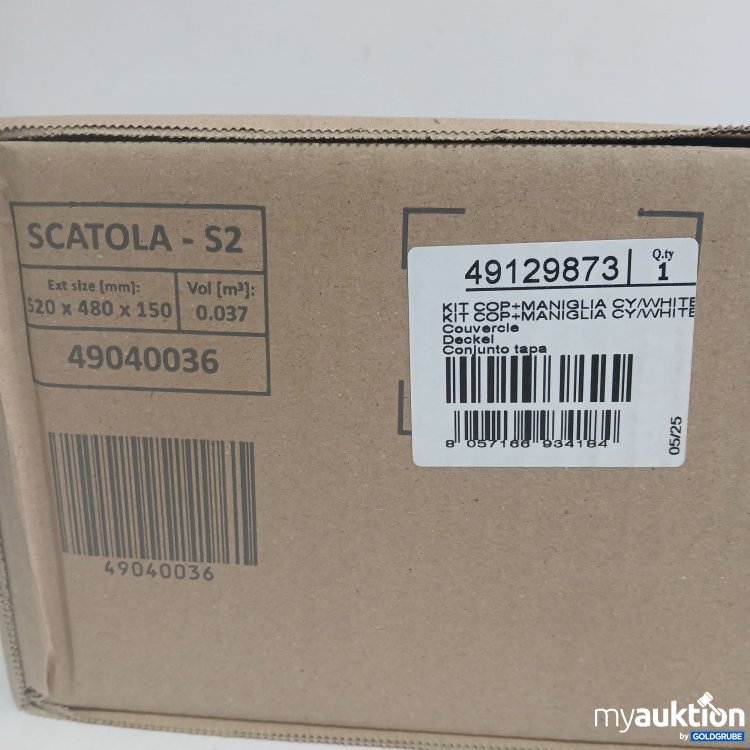 SCATOLA - S2
Ext size [mm]:
520 x 480 x 150
Vol [m³]:
0.037
49040036
49040036
49129873
Q.ty
1
KIT COP+MANIGLIA CY/WHITE
KIT COP+MANIGLIA CY/WHITE
Couvercle
Deckel
Conjunto tapa
8 057166 934184
05/25
myauktion
by GOLDGRUBE